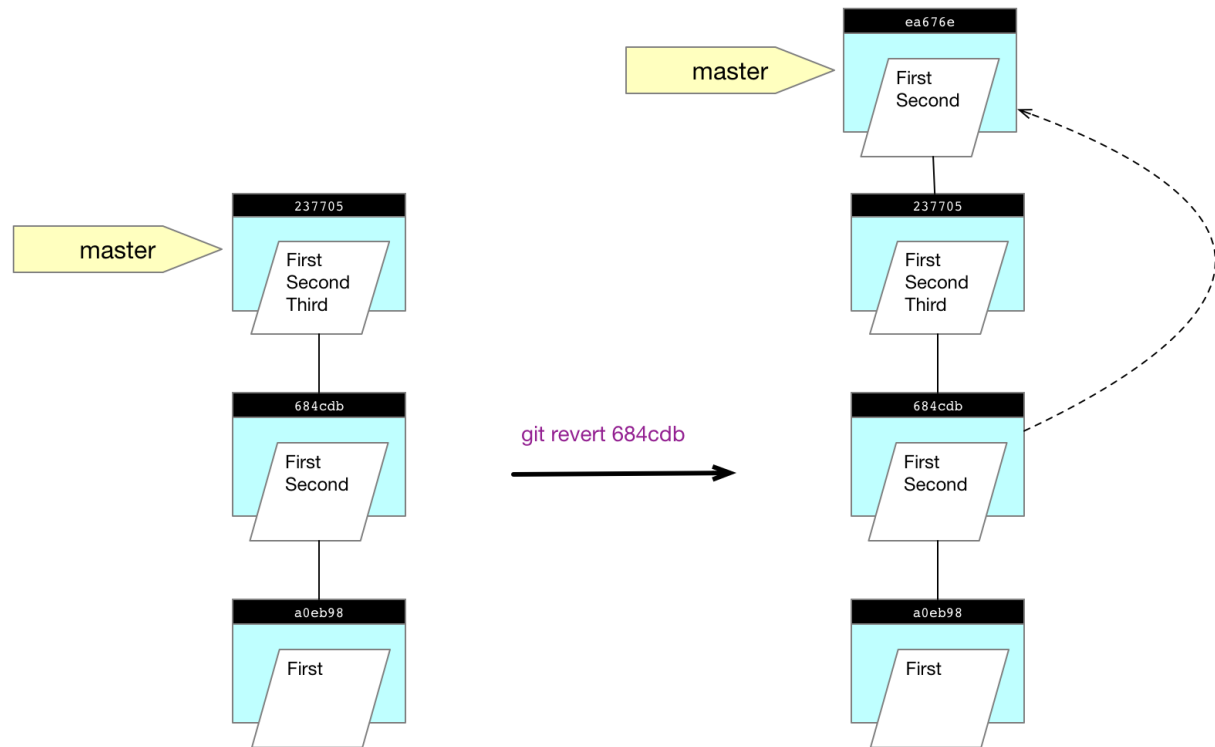 master
237705
First
Second
Third
684cdb
First
Second
a0eb98
First
git revert 684cdb
master
ea676e
First
Second
237705
First
Second
Third
684cdb
First
Second
a0eb98
First